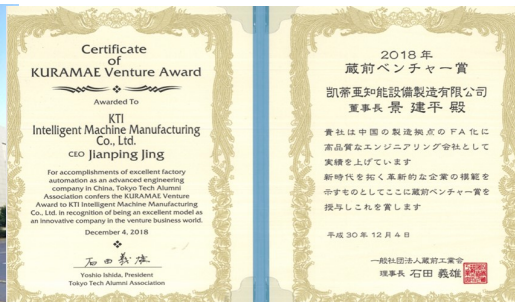 Certificate
of
KURAMAE Venture Award
Awarded To
KTI
Intelligent Machine Manufacturing
Co., Ltd.
CEO Jianping Jing
For accomplishments of excellent factory
automation as an advanced engineering
company in China, Tokyo Tech Alumni
Association confers the KURAMAE Venture
Award to KTI Intelligent Machine Manufacturing
Co., Ltd. in recognition of being an excellent model as
an innovative company in the venture business world.
December 4, 2018
石田義雄
Yoshio Ishida, President
Tokyo Tech Alumni Association
2018年
蔵前ベンチャー賞
凱蒂亜知能設備製造有限公司
董事長 景 建平 殿
貴社は中国の製造拠点のFA化に
高品質なエンジニアリング会社として
実績を上げています
新時代を拓く革新的な企業の模範を
示すものとしてここに蔵前ベンチャー賞を
授与しこれを賞します
平成30年12月4日
一般社団法人蔵前工業会
理事長 石田 義雄